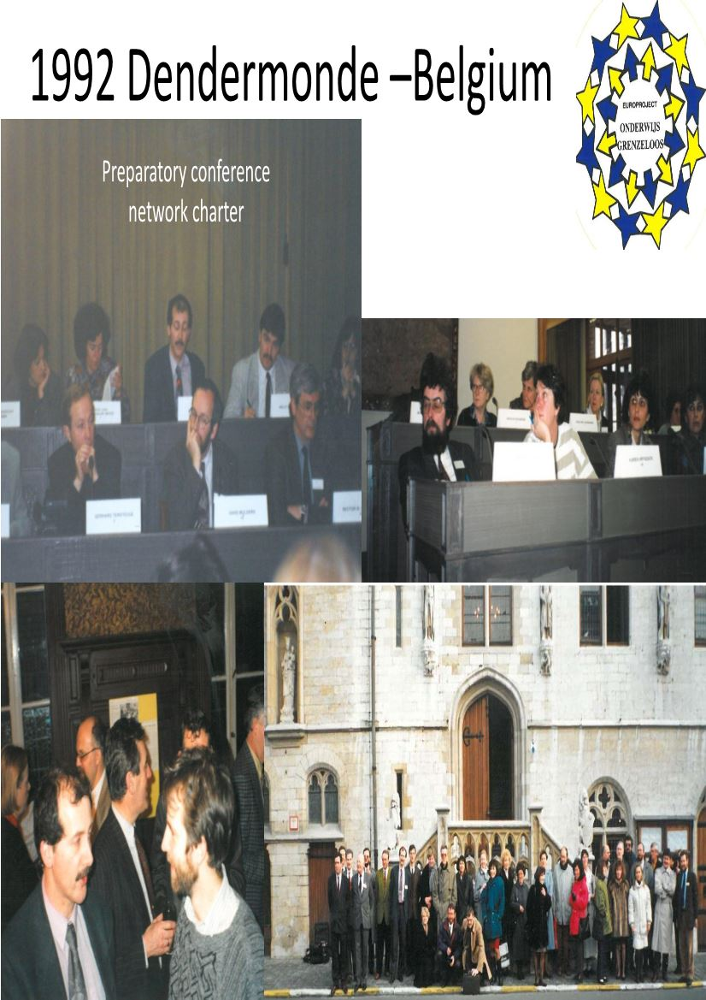 1992 Dendermonde –Belgium
EUROPROJECT
ONDERWIJS
GRENZELOOS
Preparatory conference
network charter